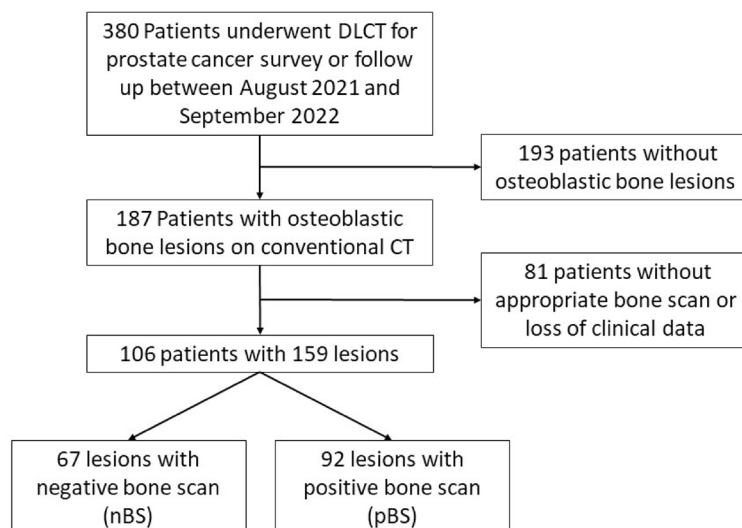 380 Patients underwent DLCT for
prostate cancer survey or follow
up between August 2021 and
September 2022
193 patients without
osteoblastic bone lesions
187 Patients with osteoblastic
bone lesions on conventional CT
81 patients without
appropriate bone scan or
loss of clinical data
106 patients with 159 lesions
67 lesions with
negative bone scan
(nBS)
92 lesions with
positive bone scan
(pBS)